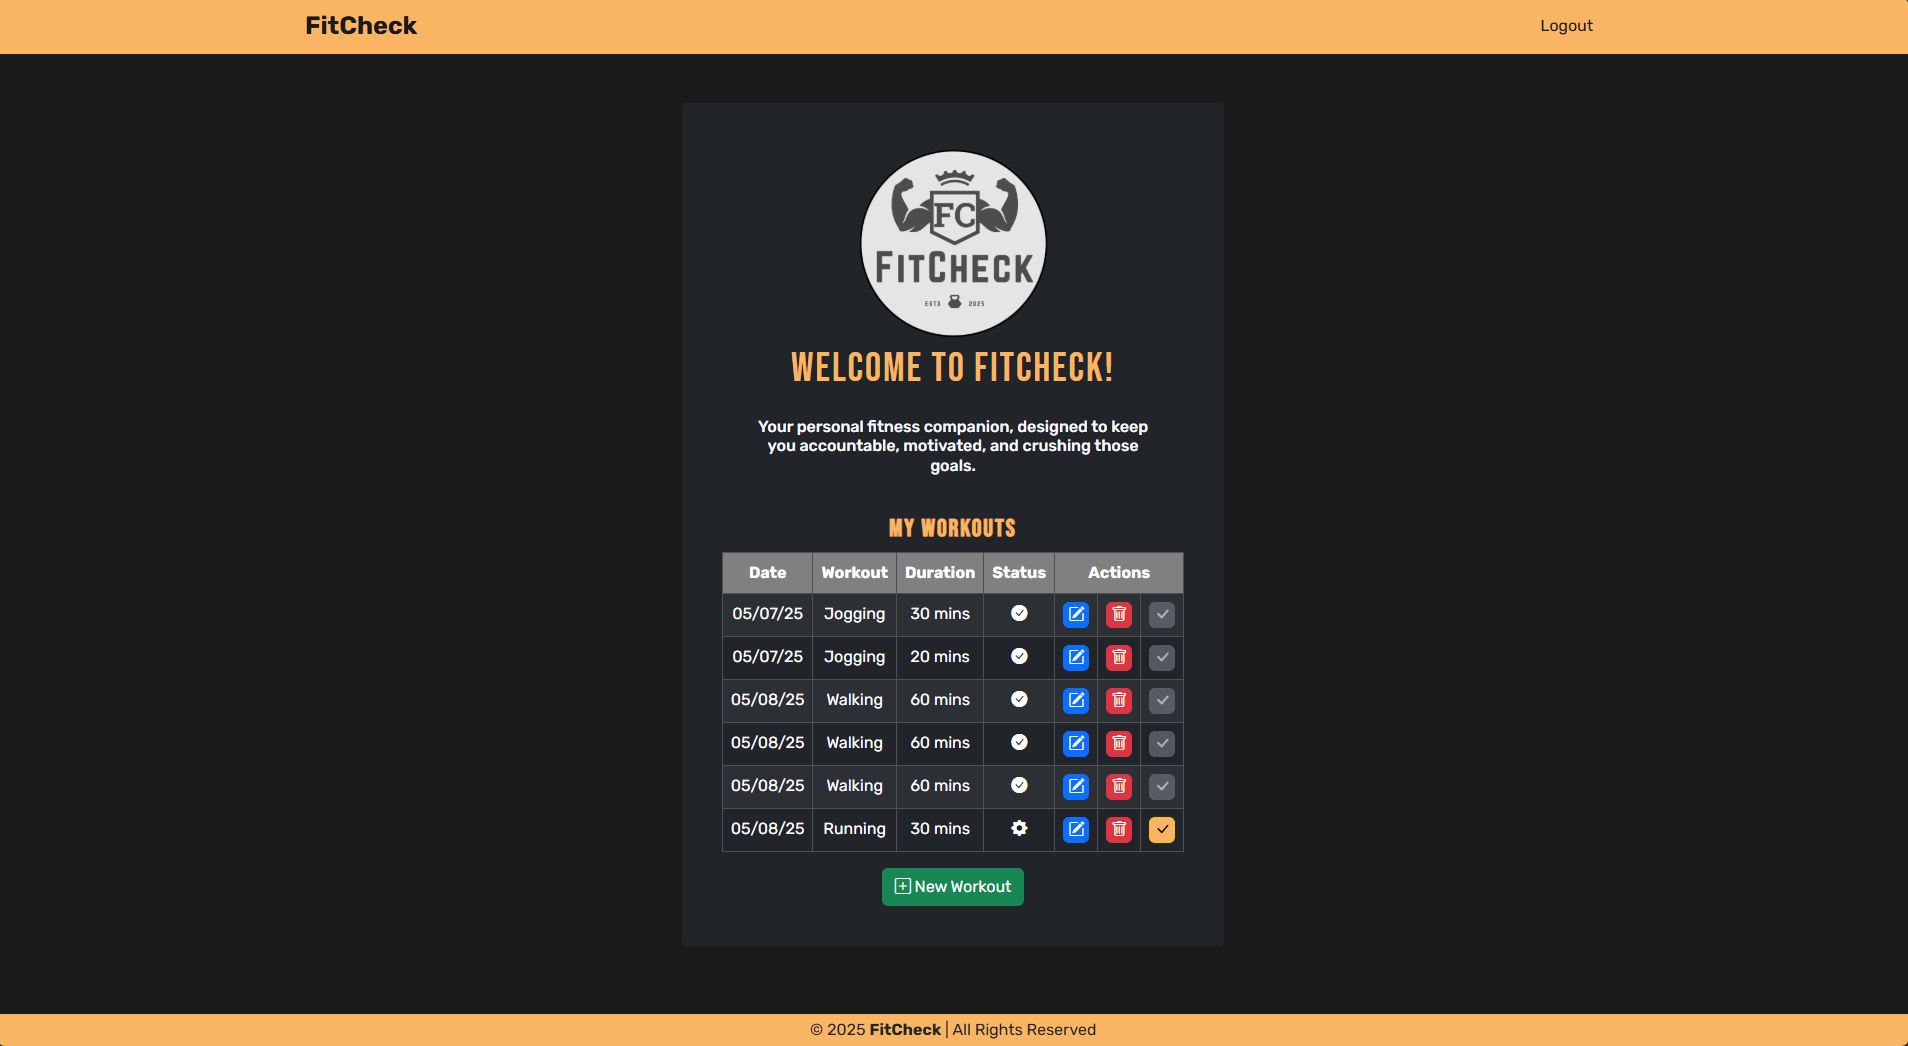 FitCheck
Logout
FC
FITCHECK
ESTD 2025
WELCOME TO FITCHECK!
Your personal fitness companion, designed to keep
you accountable, motivated, and crushing those
goals.
MY WORKOUTS
Date Workout Duration Status Actions
05/07/25 Jogging 30 mins
05/07/25 Jogging 20 mins
05/08/25 Walking 60 mins
05/08/25 Walking 60 mins
05/08/25 Walking 60 mins
05/08/25 Running 30 mins
New Workout
© 2025 FitCheck | All Rights Reserved